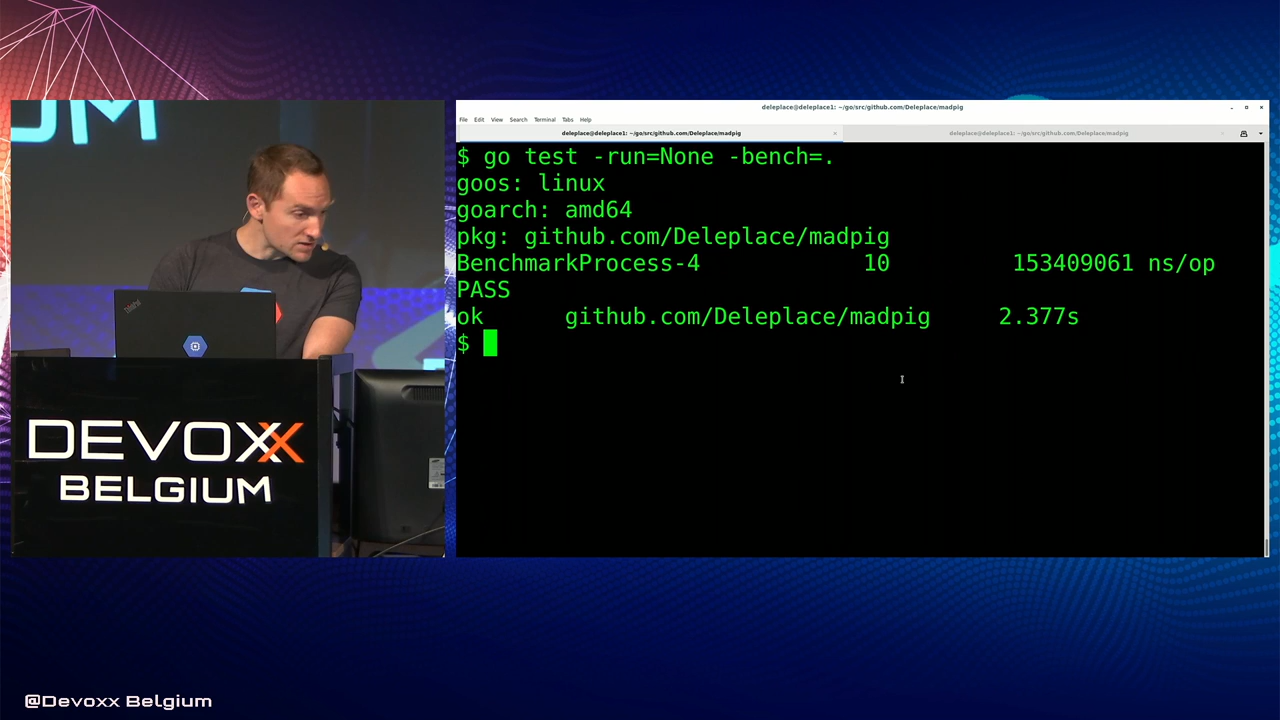 OM
DEVOXX
BELGIUM
deleplace@deleplace1: ~/go/src/github.com/Deleplace/madpig
File Edit View Search Terminal Tabs Help
deleplace@deleplace1: ~/go/src/github.com/Deleplace/madpig
deleplace@deleplace1: ~/go/src/github.com/Deleplace/madpig
$ go test -run=None -bench=.
goos: linux
goarch: amd64
pkg: github.com/Deleplace/madpig
BenchmarkProcess-4 10 153409061 ns/op
PASS
ok github.com/Deleplace/madpig 2.377s
$
@Devoxx Belgium